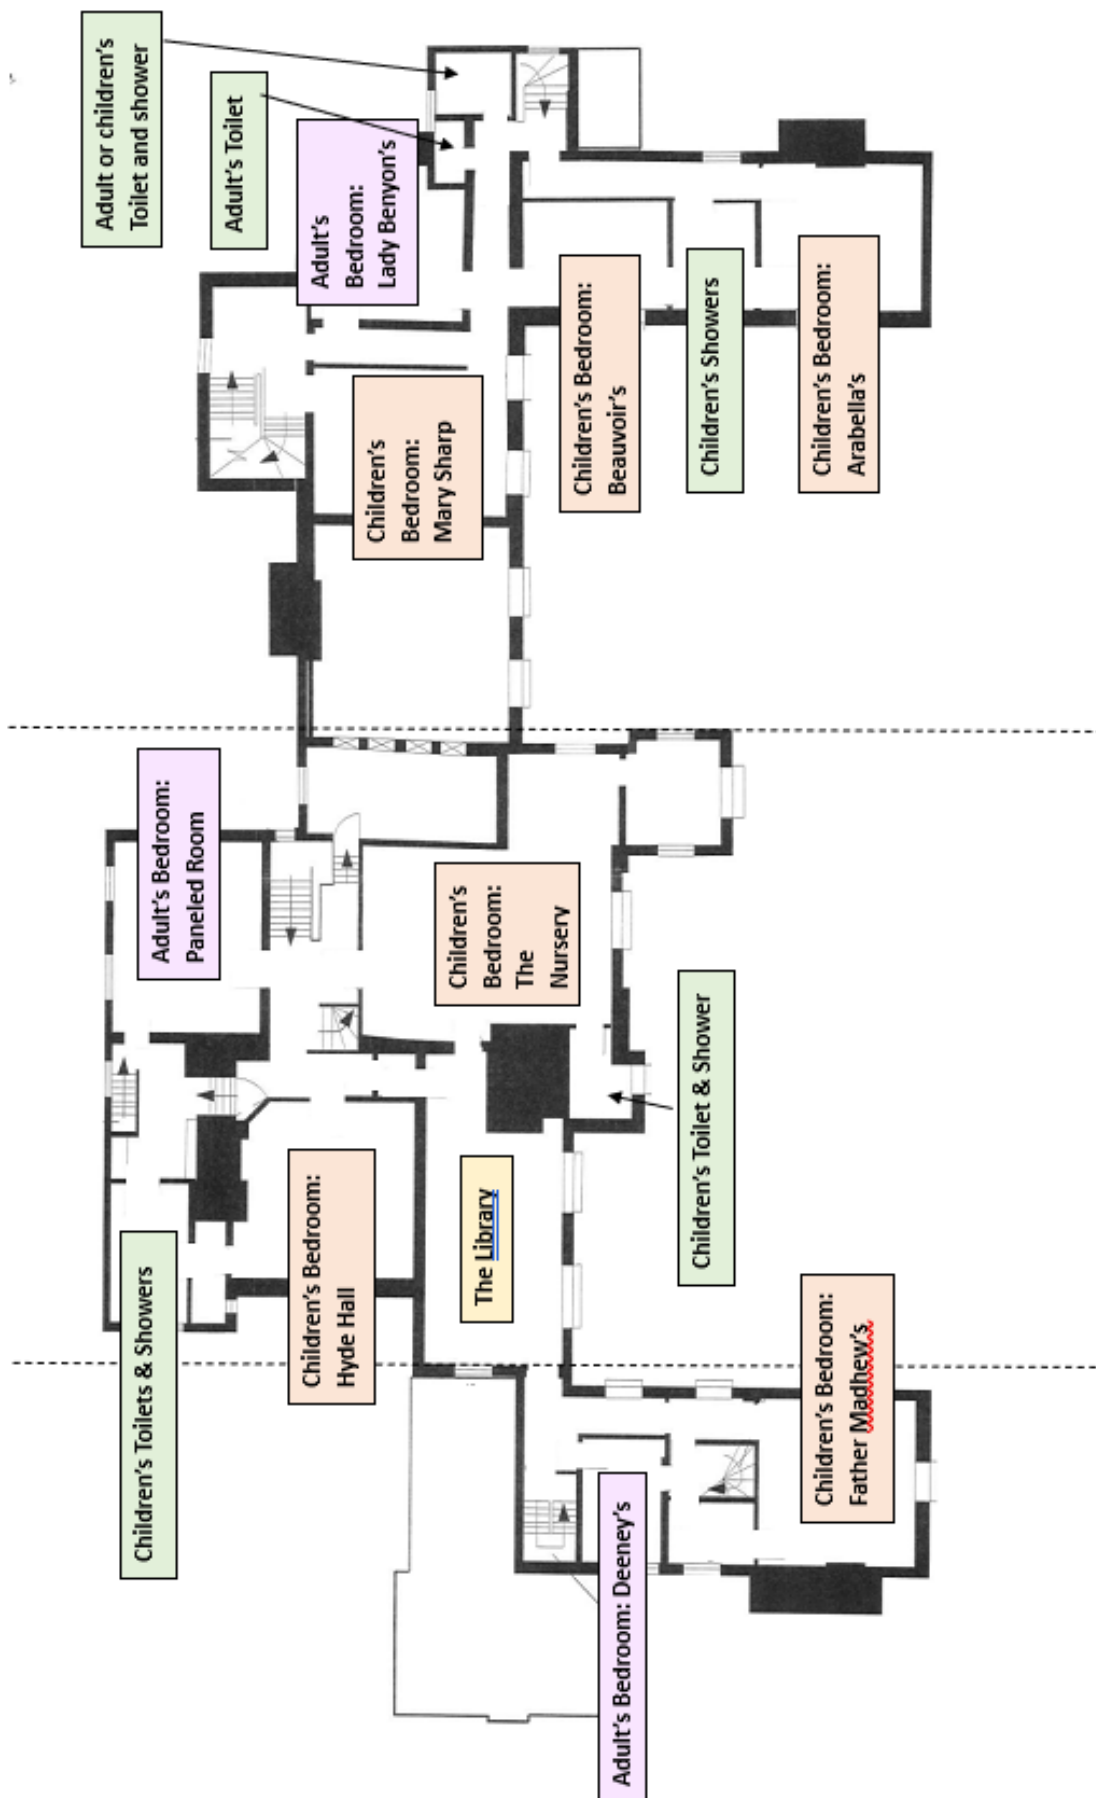 Adult or children's
Toilet and shower
Adult's Toilet
Adult's
Bedroom:
Lady Benyon's
Children's
Bedroom:
Mary Sharp
Children's Bedroom:
Beauvoir's
Children's Showers
Children's Bedroom:
Arabella's
Adult's Bedroom:
Paneled Room
Children's
Bedroom:
The
Nursery
Children's Toilet & Shower
Children's Toilets & Showers
Children's Bedroom:
Hyde Hall
The Library
Children's Bedroom:
Father Madhew's
Adult's Bedroom: Deeney's